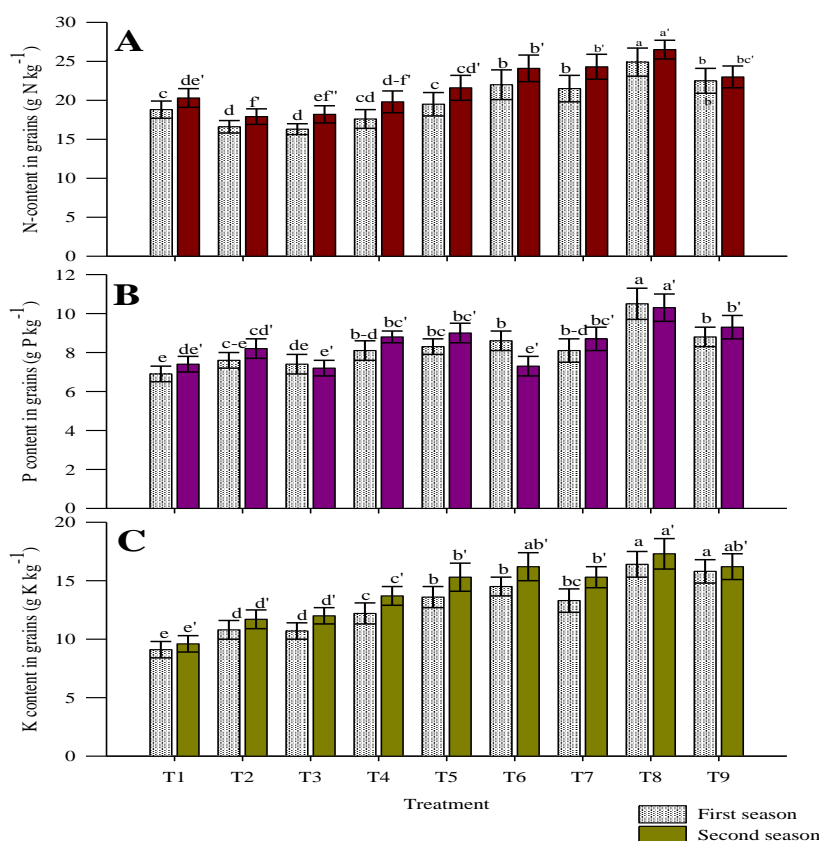 A
N-content in grains (g N kg-1)
30
25
20
15
10
5
0
c de' d f' d ef'' cd d-f' c cd' b b' b b' a a' b bc'
b
B
P content in grains (g P kg-1)
12
10
8
6
4
2
0
e de' c-e cd' de e' b-d bc' bc bc' b e' b-d bc' a a' b b'
C
K content in grains (g K kg-1)
20
15
10
5
0
e e' d d' d d' c c' b b' b ab' bc b' a a' a ab'
T1 T2 T3 T4 T5 T6 T7 T8 T9
Treatment
First season
Second season